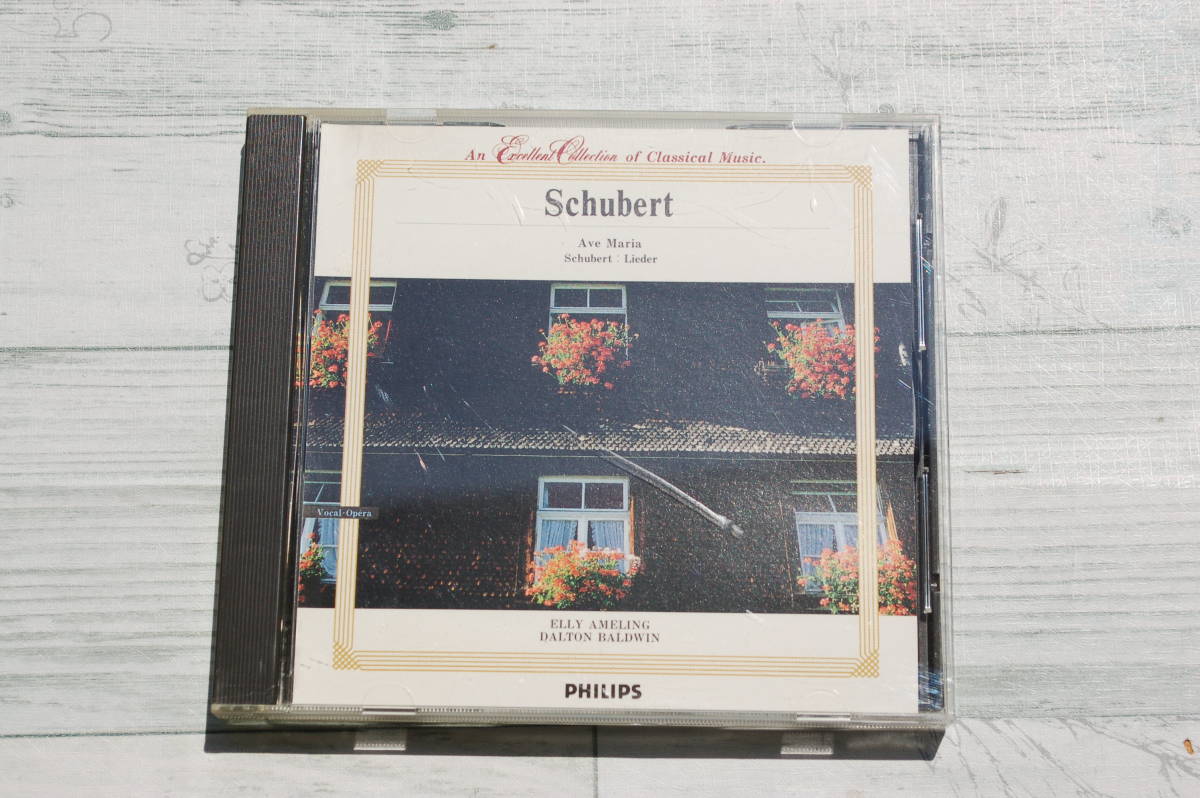 An Excellent Collection of Classical Music.
Schubert
Ave Maria
Schubert : Lieder
Vocal·Opera
ELLY AMELING
DALTON BALDWIN
PHILIPS